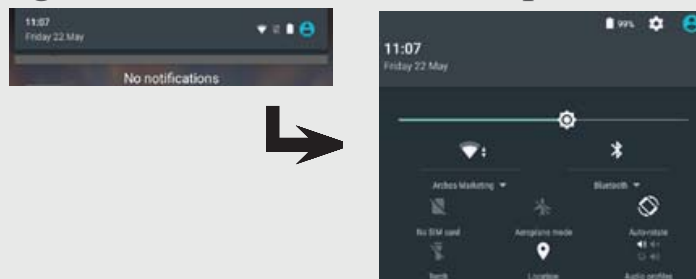 11:07
Friday 22 May
No notifications
99%
11:07
Friday 22 May
Archos Marketing
Bluetooth
No SIM card
Aeroplane mode
Auto-rotate
Torch
Location
Audio profiles